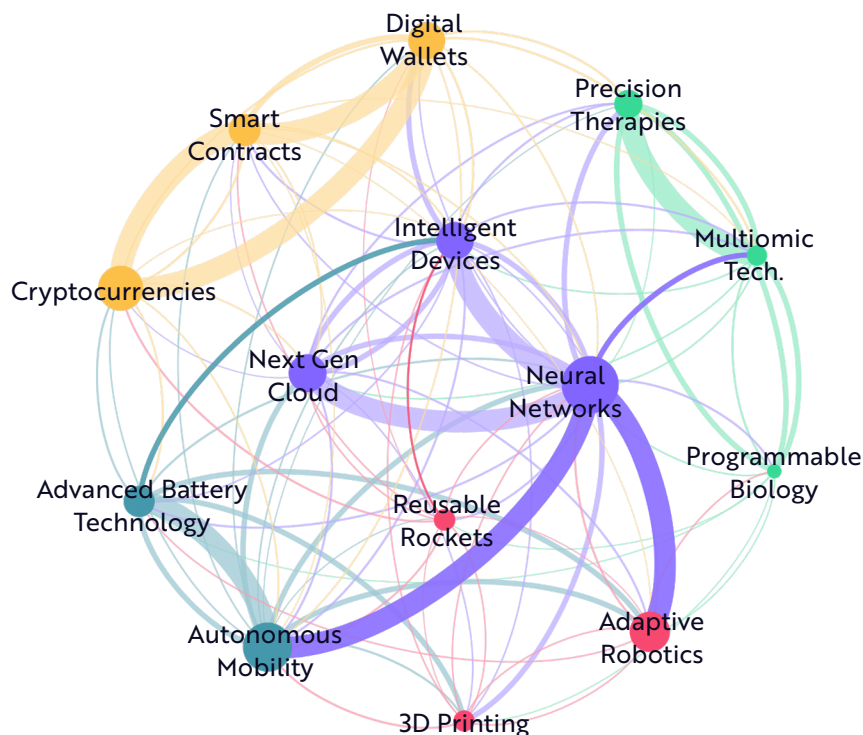 Digital
Wallets
Precision
Therapies
Smart
Contracts
Intelligent
Devices
Multiomic
Tech.
Cryptocurrencies
Next Gen
Cloud
Neural
Networks
Programmable
Biology
Advanced Battery
Technology
Reusable
Rockets
Autonomous
Mobility
Adaptive
Robotics
3D Printing